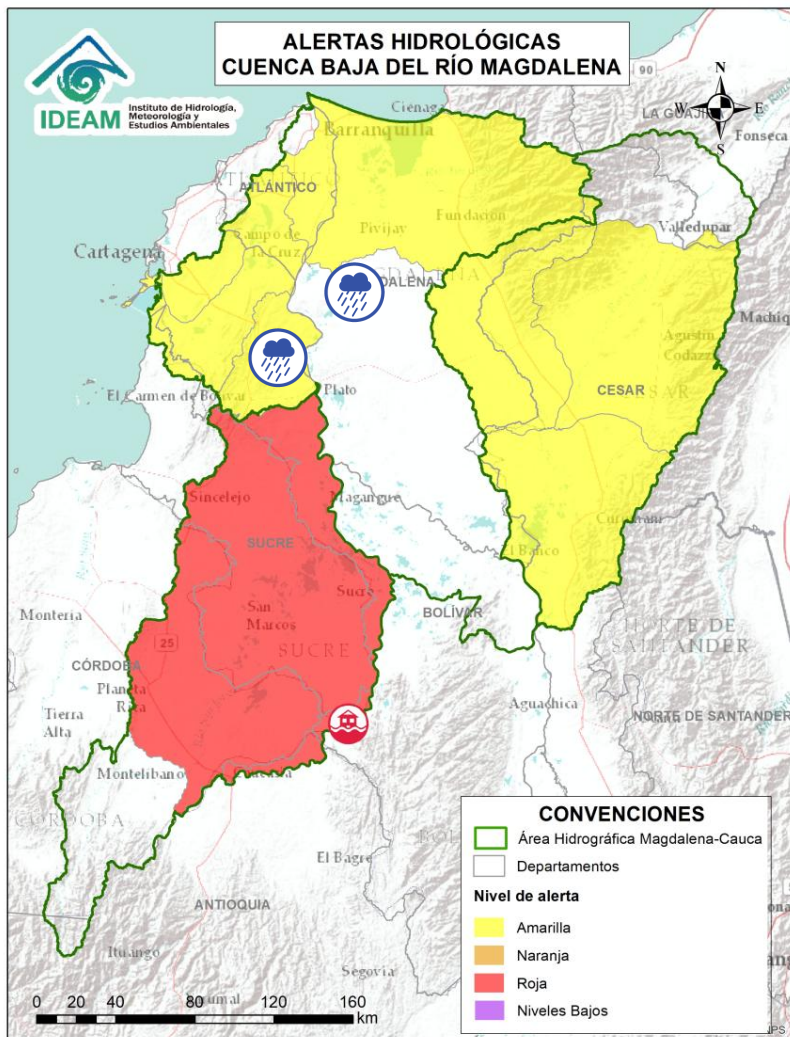 ALERTAS HIDROLÓGICAS
CUENCA BAJA DEL RÍO MAGDALENA
IDEAM
Instituto de Hidrología,
Meteorología y
Estudios Ambientales
N
W
E
S
90
Ciénaga
LA GUAJIRA
Fonseca
Barranquilla
ATLÁNTICO
Fundación
Pivijay
Valledupar
Campo de
la Cruz
Cartagena
DALENA
Machiq
Agustín
Codazzi
CESAR
Plato
El Carmen de Bolívar
Sincelejo
Magangué
Curumaní
El Banco
SUCRE
Sucre
San
Marcos
BOLÍVAR
Montería
25
SUCRE
NORTE DE
SANTANDER
CÓRDOBA
Planeta
Rica
Aguachica
Tierra
Alta
NORTE DE SANTANDER
Montelíbano
Caucasia
CÓRDOBA
El Bagre
ANTIOQUIA
Ituango
Segovia
CONVENCIONES
Área Hidrográfica Magdalena-Cauca
Departamentos
Nivel de alerta
Amarilla
Naranja
Roja
Niveles Bajos
0 20 40 80 120 160
km